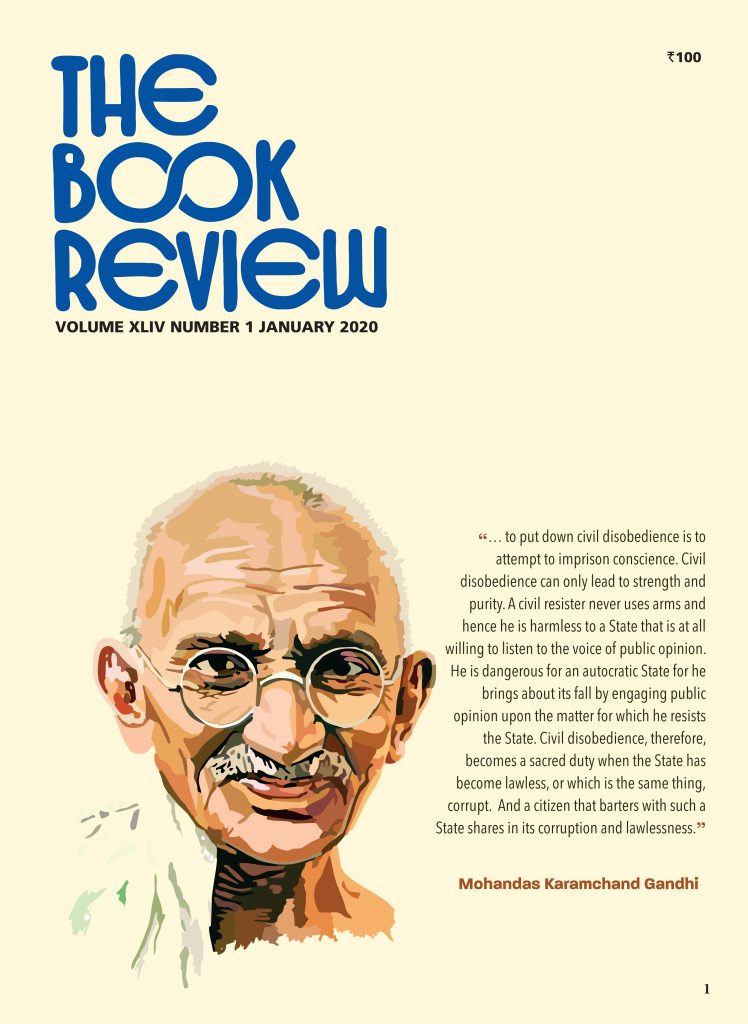 ₹100
THE
BOOK
REVIEW
VOLUME XLIV NUMBER 1 JANUARY 2020
“… to put down civil disobedience is to
attempt to imprison conscience. Civil
disobedience can only lead to strength and
purity. A civil resister never uses arms and
hence he is harmless to a State that is at all
willing to listen to the voice of public opinion.
He is dangerous for an autocratic State for he
brings about its fall by engaging public
opinion upon the matter for which he resists
the State. Civil disobedience, therefore,
becomes a sacred duty when the State has
become lawless, or which is the same thing,
corrupt. And a citizen that barters with such a
State shares in its corruption and lawlessness.”
Mohandas Karamchand Gandhi
1